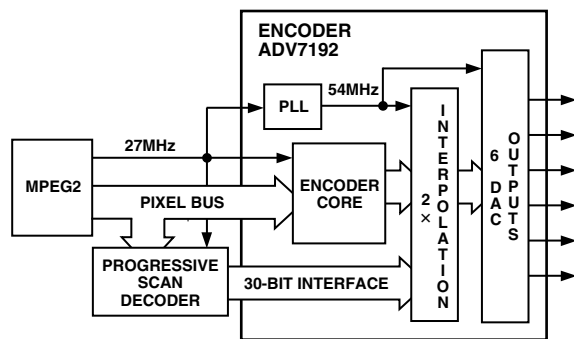 ENCODER
ADV7192
54MHz
PLL
27MHz
MPEG2
ENCODER
CORE
PIXEL BUS
PROGRESSIVE
SCAN
DECODER
30-BIT INTERFACE
2×
INTERPOLATION
6 DAC
OUTPUTS